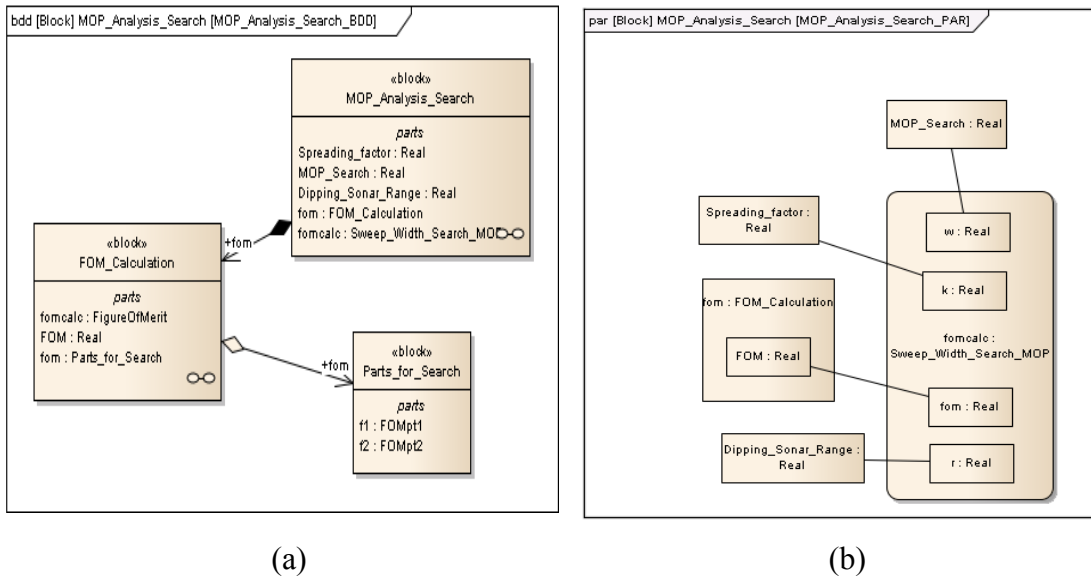 bdd [Block] MOP_Analysis_Search [MOP_Analysis_Search_BDD]
«block»
MOP_Analysis_Search
parts
Spreading_factor : Real
MOP_Search : Real
Dipping_Sonar_Range : Real
fom : FOM_Calculation
fomcalc : Sweep_Width_Search_MOP
+fom
«block»
FOM_Calculation
parts
fomcalc : FigureOfMerit
FOM : Real
fom : Parts_for_Search
+fom
«block»
Parts_for_Search
parts
f1 : FOMpt1
f2 : FOMpt2
(a)
par [Block] MOP_Analysis_Search [MOP_Analysis_Search_PAR]
MOP_Search : Real
Spreading_factor :
Real
w : Real
k : Real
fom : FOM_Calculation
FOM : Real
fomcalc :
Sweep_Width_Search_MOP
fom : Real
Dipping_Sonar_Range :
Real
r : Real
(b)